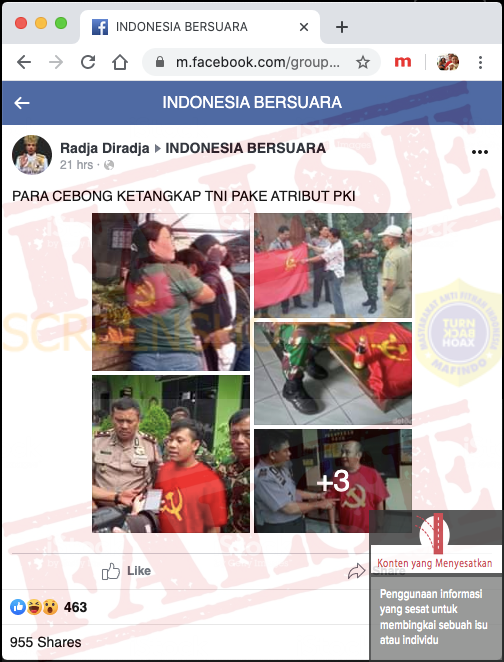 INDONESIA BERSUARA
m.facebook.com/group...
INDONESIA BERSUARA
Radja Diradja ▸ INDONESIA BERSUARA
21 hrs ·
PARA CEBONG KETANGKAP TNI PAKE ATRIBUT PKI
FALSE
FALSE
MASYARAKAT ANTI FITNAH INDONESIA
TURN
BACK
HOAX
MAFINDO
+3
Like
Share
463
955 Shares
Konten yang Menyesatkan
Penggunaan informasi
yang sesat untuk
membingkai sebuah isu
atau individu